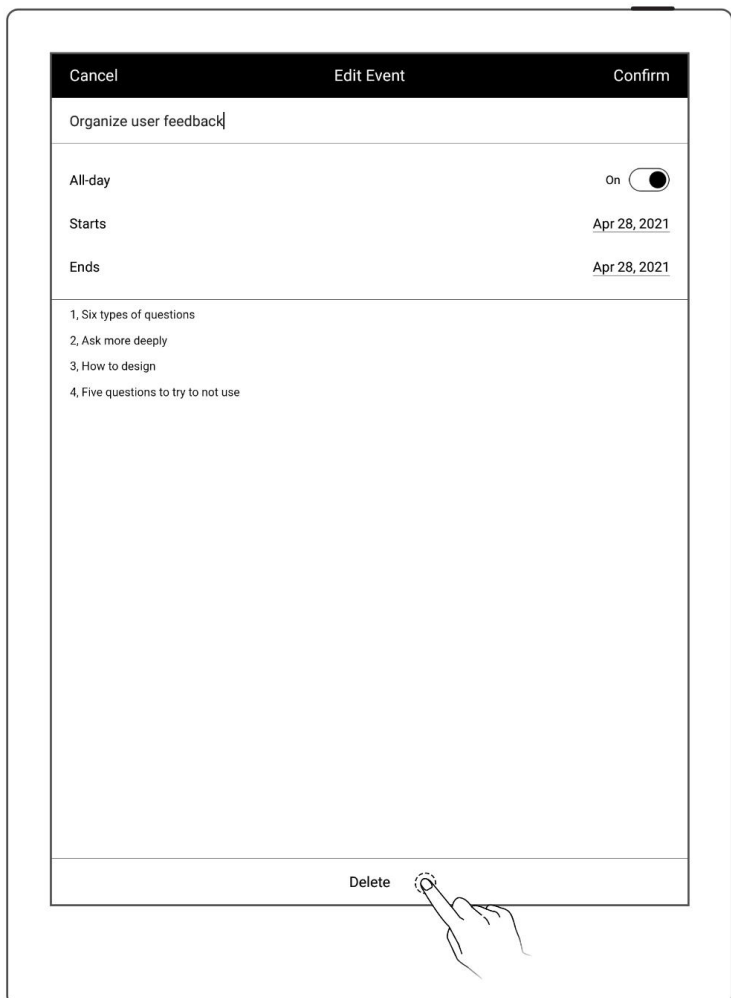 Cancel Edit Event Confirm
Organize user feedback
All-day On
Starts Apr 28, 2021
Ends Apr 28, 2021
1, Six types of questions
2, Ask more deeply
3, How to design
4, Five questions to try to not use
Delete